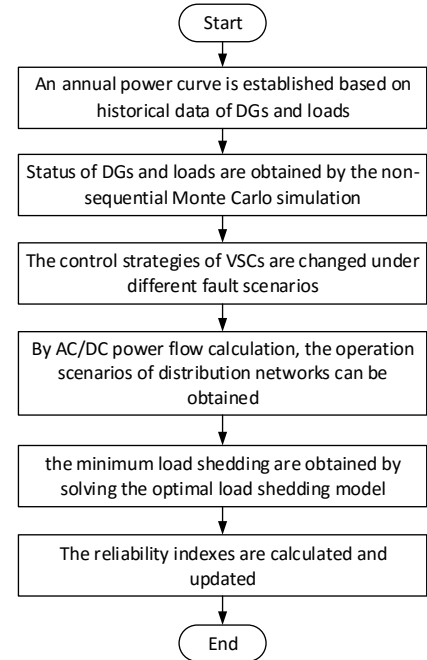 Start
An annual power curve is established based on
historical data of DGs and loads
Status of DGs and loads are obtained by the non-
sequential Monte Carlo simulation
The control strategies of VSCs are changed under
different fault scenarios
By AC/DC power flow calculation, the operation
scenarios of distribution networks can be
obtained
the minimum load shedding are obtained by
solving the optimal load shedding model
The reliability indexes are calculated and
updated
End